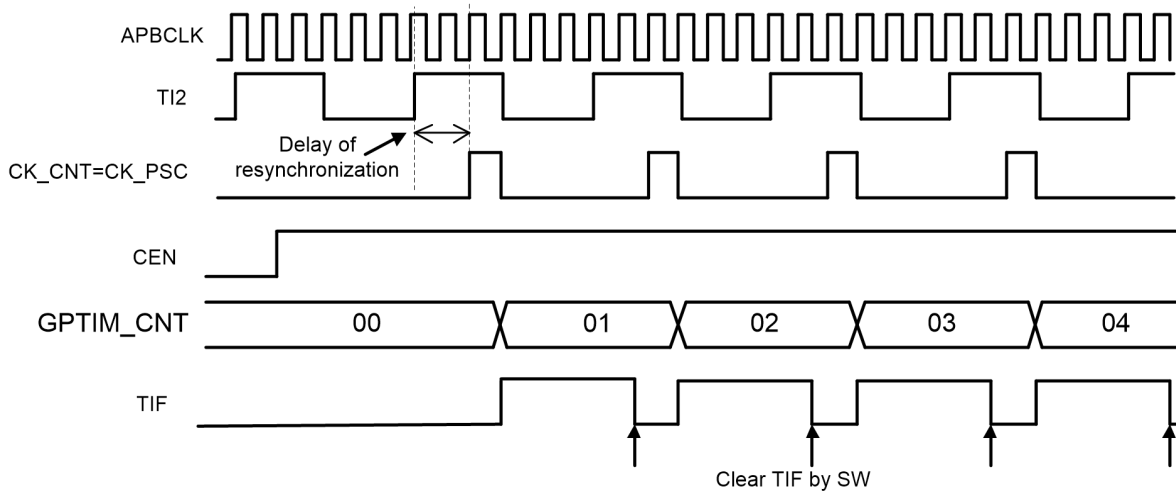 APBCLK
TI2
Delay of
resynchronization
CK_CNT=CK_PSC
CEN
GPTIM_CNT
00
01
02
03
04
TIF
Clear TIF by SW